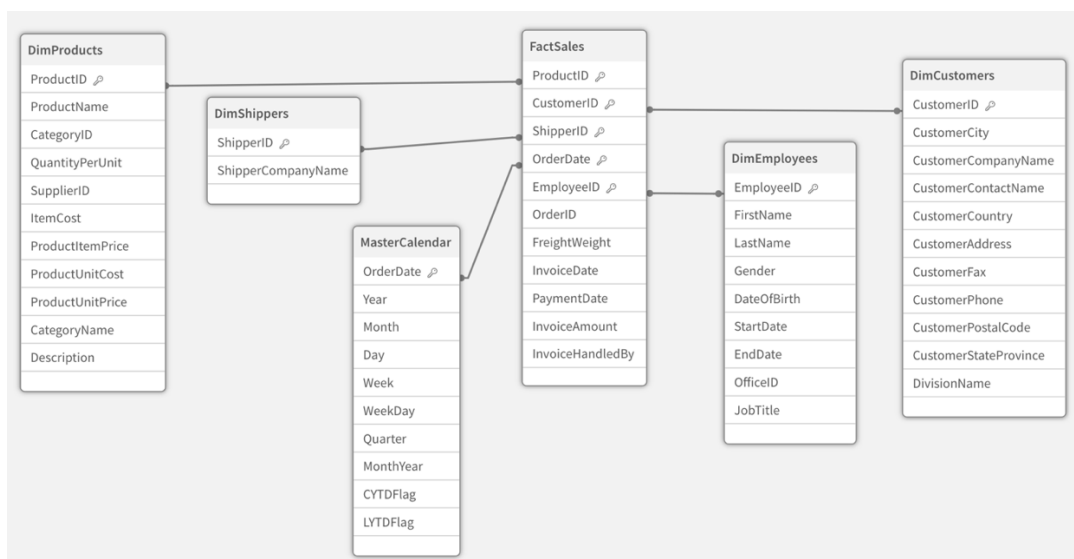 DimProducts
ProductID
ProductName
CategoryID
QuantityPerUnit
SupplierID
ItemCost
ProductItemPrice
ProductUnitCost
ProductUnitPrice
CategoryName
Description
DimShippers
ShipperID
ShipperCompanyName
MasterCalendar
OrderDate
Year
Month
Day
Week
WeekDay
Quarter
MonthYear
CYTDFlag
LYTDFlag
FactSales
ProductID
CustomerID
ShipperID
OrderDate
EmployeeID
OrderID
FreightWeight
InvoiceDate
PaymentDate
InvoiceAmount
InvoiceHandledBy
DimEmployees
EmployeeID
FirstName
LastName
Gender
DateOfBirth
StartDate
EndDate
OfficeID
JobTitle
DimCustomers
CustomerID
CustomerCity
CustomerCompanyName
CustomerContactName
CustomerCountry
CustomerAddress
CustomerFax
CustomerPhone
CustomerPostalCode
CustomerStateProvince
DivisionName